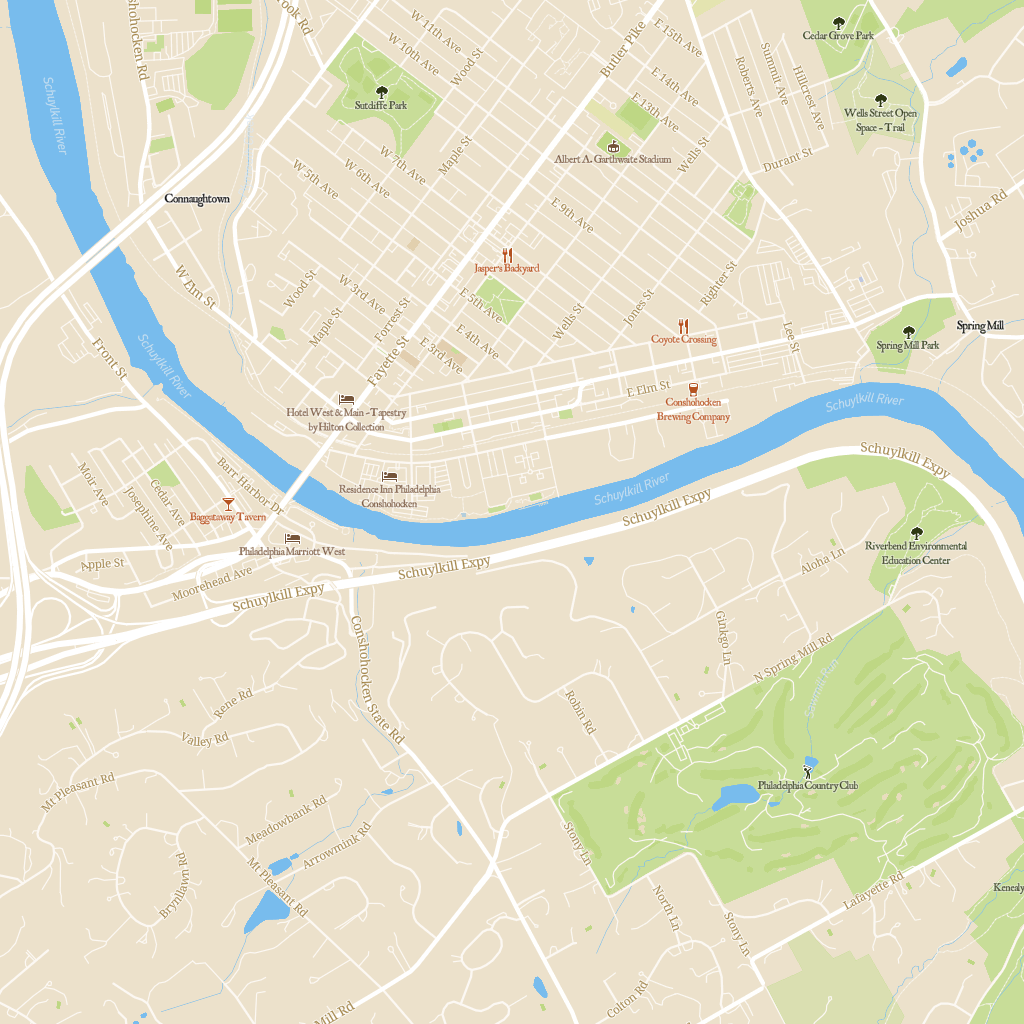 W 11th Ave
E 15th Ave
Cedar Grove Park
W 10th Ave
Wood St
Butler Pike
E 14th Ave
Roberts Ave
Summit Ave
Hillcrest Ave
Sutcliffe Park
E 13th Ave
Wells Street Open
Space - Trail
Schuylkill River
Maple St
Wells St
Albert A. Garthwaite Stadium
Durant St
W 7th Ave
W 6th Ave
W 5th Ave
Connaughtown
E 9th Ave
Joshua Rd
Jasper's Backyard
W Elm St
Wood St
W 3rd Ave
Forrest St
Maple St
E 5th Ave
Wells St
Jones St
Righter St
Lee St
Spring Mill
Coyote Crossing
Spring Mill Park
Front St
Schuylkill River
Fayette St
E 3rd Ave
E 4th Ave
E Elm St
Hotel West & Main - Tapestry
by Hilton Collection
Conshohocken
Brewing Company
Schuylkill River
Schuylkill Expy
Moir Ave
Cedar Ave
Josephine Ave
Barr Harbor Dr
Residence Inn Philadelphia
Conshohocken
Schuylkill River
Schuylkill Expy
Baggataway Tavern
Philadelphia Marriott West
Riverbend Environmental
Education Center
Apple St
Moorehead Ave
Schuylkill Expy
Schuylkill Expy
Aloha Ln
Conshohocken State Rd
Ginkgo Ln
N Spring Mill Rd
Rene Rd
Valley Rd
Robin Rd
Mt Pleasant Rd
Philadelphia Country Club
Meadowbank Rd
Arrowmink Rd
Stony Ln
Brynllawn Rd
Mt Pleasant Rd
Lafayette Rd
North Ln
Stony Ln
Colton Rd
Mill Rd